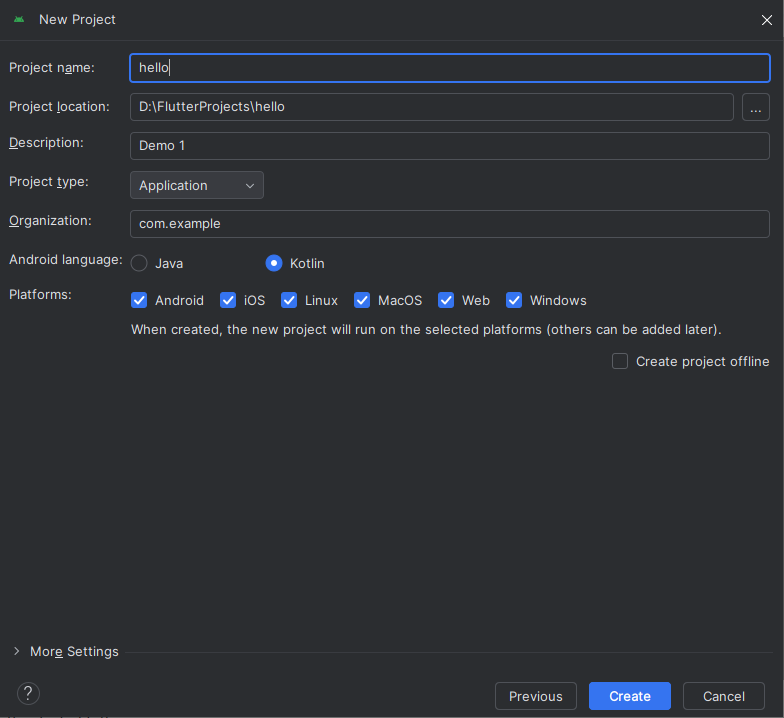 New Project
Project name: hello
Project location: D:\FlutterProjects\hello ...
Description: Demo 1
Project type: Application
Organization: com.example
Android language: Java Kotlin
Platforms: Android iOS Linux MacOS Web Windows
When created, the new project will run on the selected platforms (others can be added later).
Create project offline
More Settings
? Previous Create Cancel